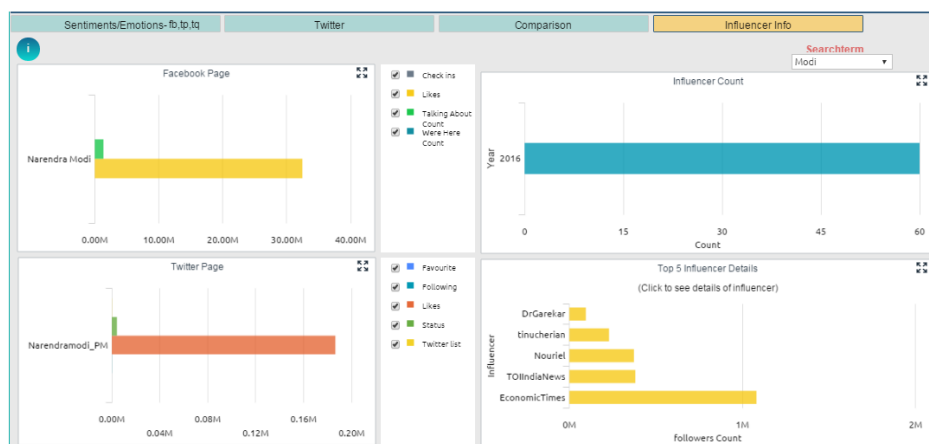 Sentiments/Emotions- fb,tp,tq
Twitter
Comparison
Influencer Info
i
Searchterm
Modi
Facebook Page
Narendra Modi
0.00M 10.00M 20.00M 30.00M 40.00M
Check ins
Likes
Talking About
Count
Were Here
Count
Influencer Count
Year
2016
0 15 30 45 60
Count
Twitter Page
Narendramodi_PM
0.00M 0.08M 0.16M
0.04M 0.12M 0.20M
Favourite
Following
Likes
Status
Twitter list
Top 5 Influencer Details
(Click to see details of influencer)
Influencer
DrGarekar
tinucherian
Nouriel
TOIIndiaNews
EconomicTimes
0M 1M 2M
followers Count